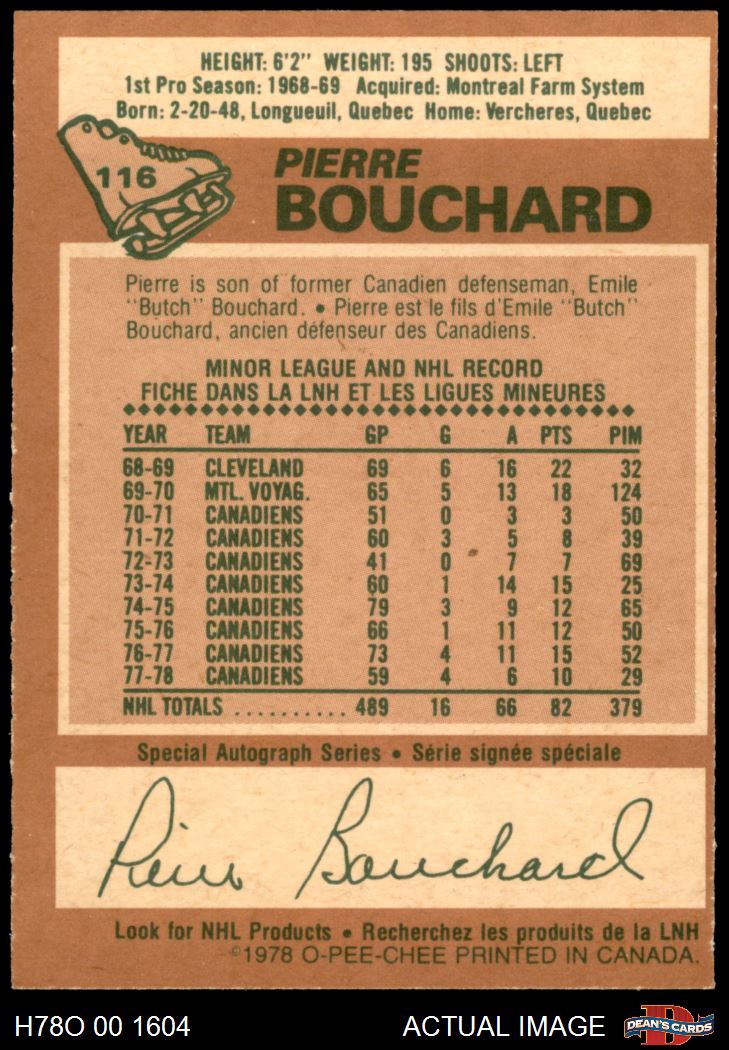 HEIGHT: 6'2" WEIGHT: 195 SHOOTS: LEFT
1st Pro Season: 1968-69 Acquired: Montreal Farm System
Born: 2-20-48, Longueuil, Quebec Home: Vercheres, Quebec
116
PIERRE
BOUCHARD
Pierre is son of former Canadien defenseman, Emile
"Butch" Bouchard. • Pierre est le fils d'Emile "Butch"
Bouchard, ancien défenseur des Canadiens.
MINOR LEAGUE AND NHL RECORD
FICHE DANS LA LNH ET LES LIGUES MINEURES
YEAR TEAM GP G A PTS PIM
68-69 CLEVELAND 69 6 16 22 32
69-70 MTL. VOYAG. 65 5 13 18 124
70-71 CANADIENS 51 0 3 3 50
71-72 CANADIENS 60 3 5 8 39
72-73 CANADIENS 41 0 7 7 69
73-74 CANADIENS 60 1 14 15 25
74-75 CANADIENS 79 3 9 12 65
75-76 CANADIENS 66 1 11 12 50
76-77 CANADIENS 73 4 11 15 52
77-78 CANADIENS 59 4 6 10 29
NHL TOTALS .......... 489 16 66 82 379
Special Autograph Series • Série signée spéciale
Pierre Bouchard
Look for NHL Products • Recherchez les produits de la LNH
©1978 O-PEE-CHEE PRINTED IN CANADA.
H78O 00 1604 ACTUAL IMAGE D DEAN'S CARDS